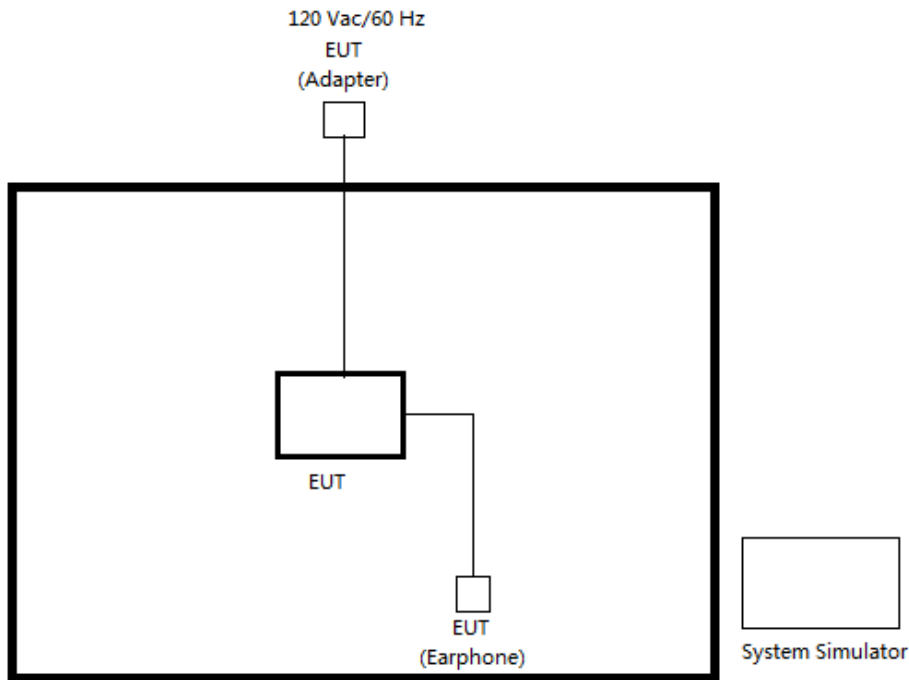 120 Vac/60 Hz
EUT
(Adapter)
EUT
EUT
(Earphone)
System Simulator